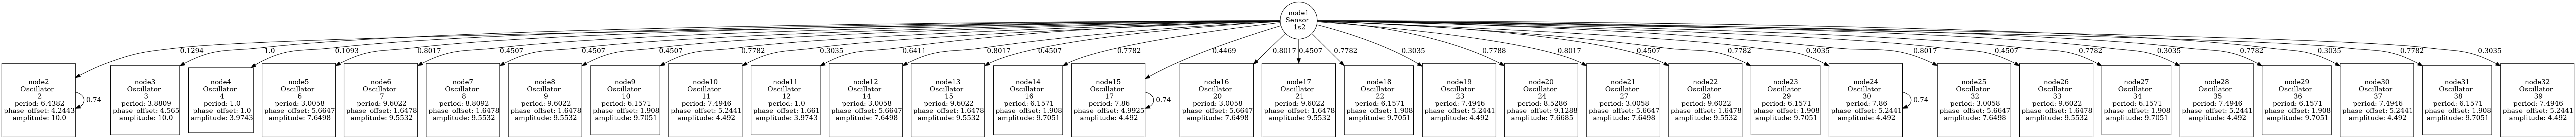 node1
Sensor
1s2
0.1294
-1.0
0.1093
-0.8017
0.4507
0.4507
0.4507
-0.7782
-0.3035
-0.6411
-0.8017
0.4507
-0.7782
0.4469
-0.8017
0.4507
-0.7782
-0.3035
-0.7788
-0.8017
0.4507
-0.7782
-0.3035
-0.8017
0.4507
-0.7782
-0.3035
-0.7782
-0.3035
-0.7782
-0.3035
node2
Oscillator
2
period: 6.4382
phase_offset: 4.2443
amplitude: 10.0
0.74
node3
Oscillator
3
period: 3.8809
phase_offset: 4.565
amplitude: 10.0
node4
Oscillator
4
period: 1.0
phase_offset: 1.0
amplitude: 3.9743
node5
Oscillator
6
period: 3.0058
phase_offset: 5.6647
amplitude: 7.6498
node6
Oscillator
7
period: 9.6022
phase_offset: 1.6478
amplitude: 9.5532
node7
Oscillator
8
period: 8.8092
phase_offset: 1.6478
amplitude: 9.5532
node8
Oscillator
9
period: 9.6022
phase_offset: 1.6478
amplitude: 9.5532
node9
Oscillator
10
period: 6.1571
phase_offset: 1.908
amplitude: 9.7051
node10
Oscillator
11
period: 7.4946
phase_offset: 5.2441
amplitude: 4.492
node11
Oscillator
12
period: 1.0
phase_offset: 1.661
amplitude: 3.9743
node12
Oscillator
14
period: 3.0058
phase_offset: 5.6647
amplitude: 7.6498
node13
Oscillator
15
period: 9.6022
phase_offset: 1.6478
amplitude: 9.5532
node14
Oscillator
16
period: 6.1571
phase_offset: 1.908
amplitude: 9.7051
node15
Oscillator
17
period: 7.86
phase_offset: 4.9925
amplitude: 4.492
0.74
node16
Oscillator
20
period: 3.0058
phase_offset: 5.6647
amplitude: 7.6498
node17
Oscillator
21
period: 9.6022
phase_offset: 1.6478
amplitude: 9.5532
node18
Oscillator
22
period: 6.1571
phase_offset: 1.908
amplitude: 9.7051
node19
Oscillator
23
period: 7.4946
phase_offset: 5.2441
amplitude: 4.492
node20
Oscillator
24
period: 8.5286
phase_offset: 9.1288
amplitude: 7.6685
node21
Oscillator
27
period: 3.0058
phase_offset: 5.6647
amplitude: 7.6498
node22
Oscillator
28
period: 9.6022
phase_offset: 1.6478
amplitude: 9.5532
node23
Oscillator
29
period: 6.1571
phase_offset: 1.908
amplitude: 9.7051
node24
Oscillator
30
period: 7.86
phase_offset: 5.2441
amplitude: 4.492
0.74
node25
Oscillator
32
period: 3.0058
phase_offset: 5.6647
amplitude: 7.6498
node26
Oscillator
33
period: 9.6022
phase_offset: 1.6478
amplitude: 9.5532
node27
Oscillator
34
period: 6.1571
phase_offset: 1.908
amplitude: 9.7051
node28
Oscillator
35
period: 7.4946
phase_offset: 5.2441
amplitude: 4.492
node29
Oscillator
36
period: 6.1571
phase_offset: 1.908
amplitude: 9.7051
node30
Oscillator
37
period: 7.4946
phase_offset: 5.2441
amplitude: 4.492
node31
Oscillator
38
period: 6.1571
phase_offset: 1.908
amplitude: 9.7051
node32
Oscillator
39
period: 7.4946
phase_offset: 5.2441
amplitude: 4.492